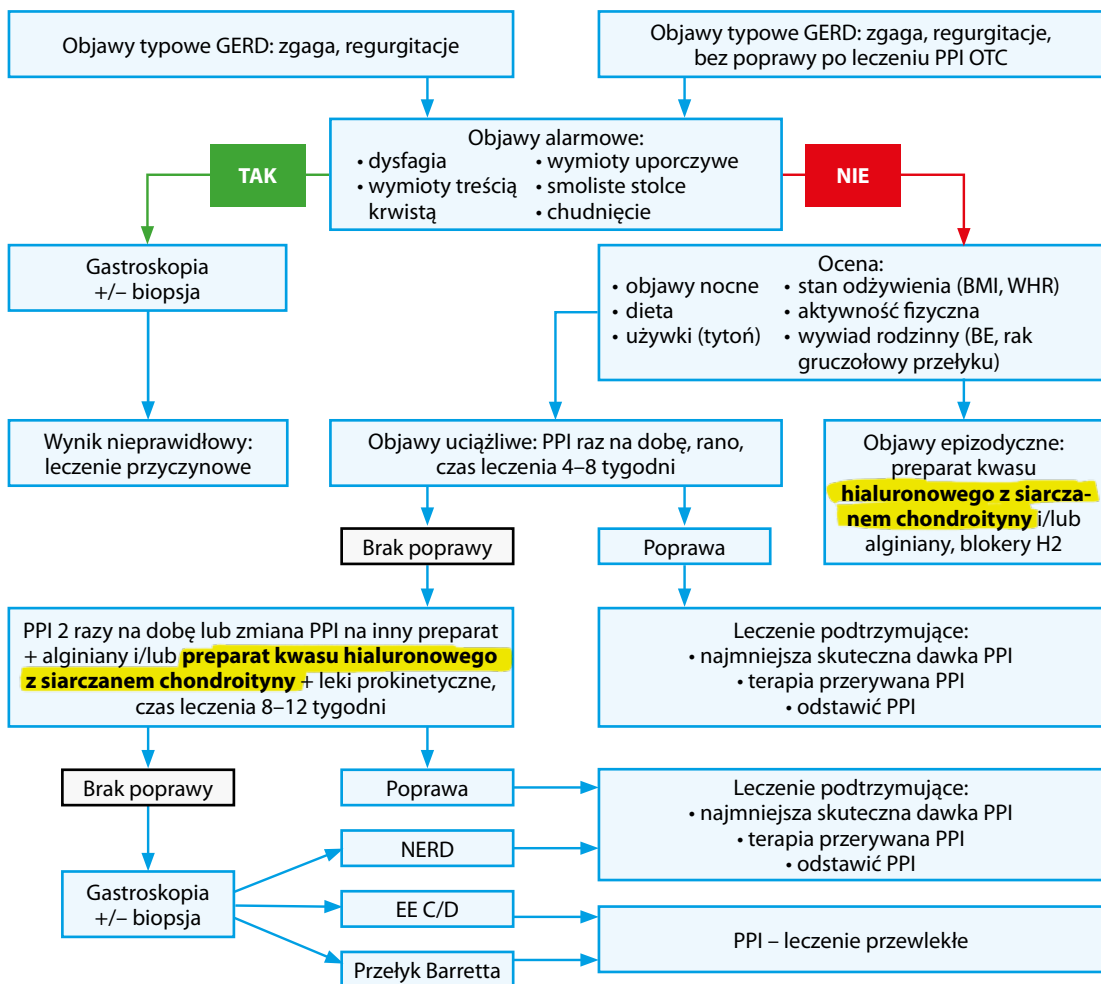 Objawy typowe GERD: zgaga, regurgitacje
Objawy typowe GERD: zgaga, regurgitacje,
bez poprawy po leczeniu PPI OTC
Objawy alarmowe:
• dysfagia
• wymioty treścią
krwistą
• wymioty uporczywe
• smoliste stolce
• chudnięcie
TAK
NIE
Gastroskopia
+/– biopsja
Ocena:
• objawy nocne
• dieta
• używki (tytoń)
• stan odżywienia (BMI, WHR)
• aktywność fizyczna
• wywiad rodzinny (BE, rak
gruczołowy przełyku)
Wynik nieprawidłowy:
leczenie przyczynowe
Objawy uciążliwe: PPI raz na dobę, rano,
czas leczenia 4–8 tygodni
Objawy epizodyczne:
preparat kwasu
hialuronowego z siarcza-
nem chondroityny i/lub
alginiany, blokery H2
Brak poprawy
Poprawa
PPI 2 razy na dobę lub zmiana PPI na inny preparat
+ alginiany i/lub preparat kwasu hialuronowego
z siarczanem chondroityny + leki prokinetyczne,
czas leczenia 8–12 tygodni
Leczenie podtrzymujące:
• najmniejsza skuteczna dawka PPI
• terapia przerywana PPI
• odstawić PPI
Brak poprawy
Poprawa
Leczenie podtrzymujące:
• najmniejsza skuteczna dawka PPI
• terapia przerywana PPI
• odstawić PPI
Gastroskopia
+/– biopsja
NERD
EE C/D
Przełyk Barretta
PPI – leczenie przewlekłe